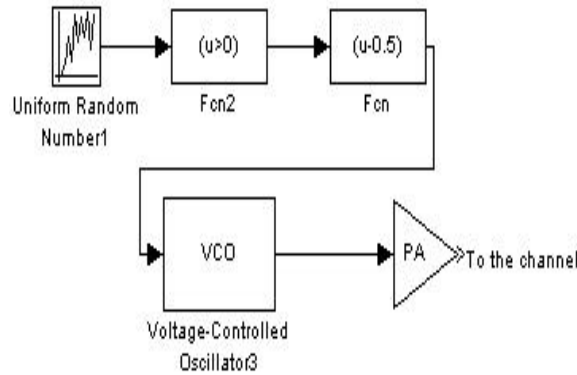 (u>0)
(u-0.5)
Uniform Random
Number1
Fcn2
Fcn
VCO
PA
To the channel
Voltage-Controlled
Oscillator3